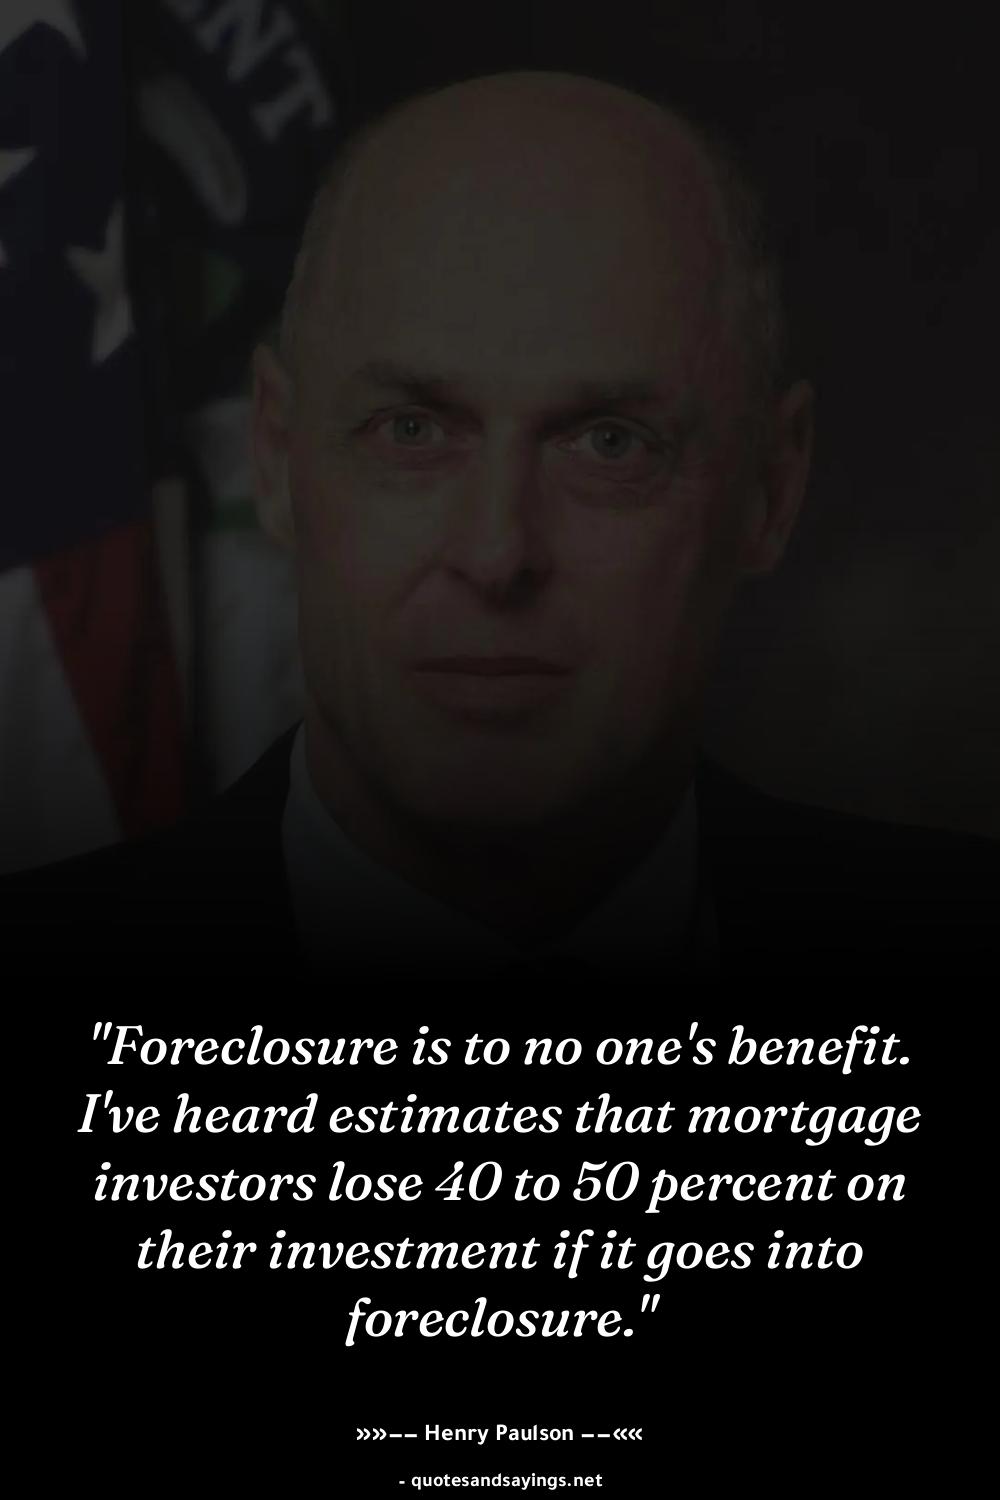 NT
"Foreclosure is to no one's benefit.
I've heard estimates that mortgage
investors lose 40 to 50 percent on
their investment if it goes into
foreclosure."
»»–– Henry Paulson ––««
- quotesandsayings.net